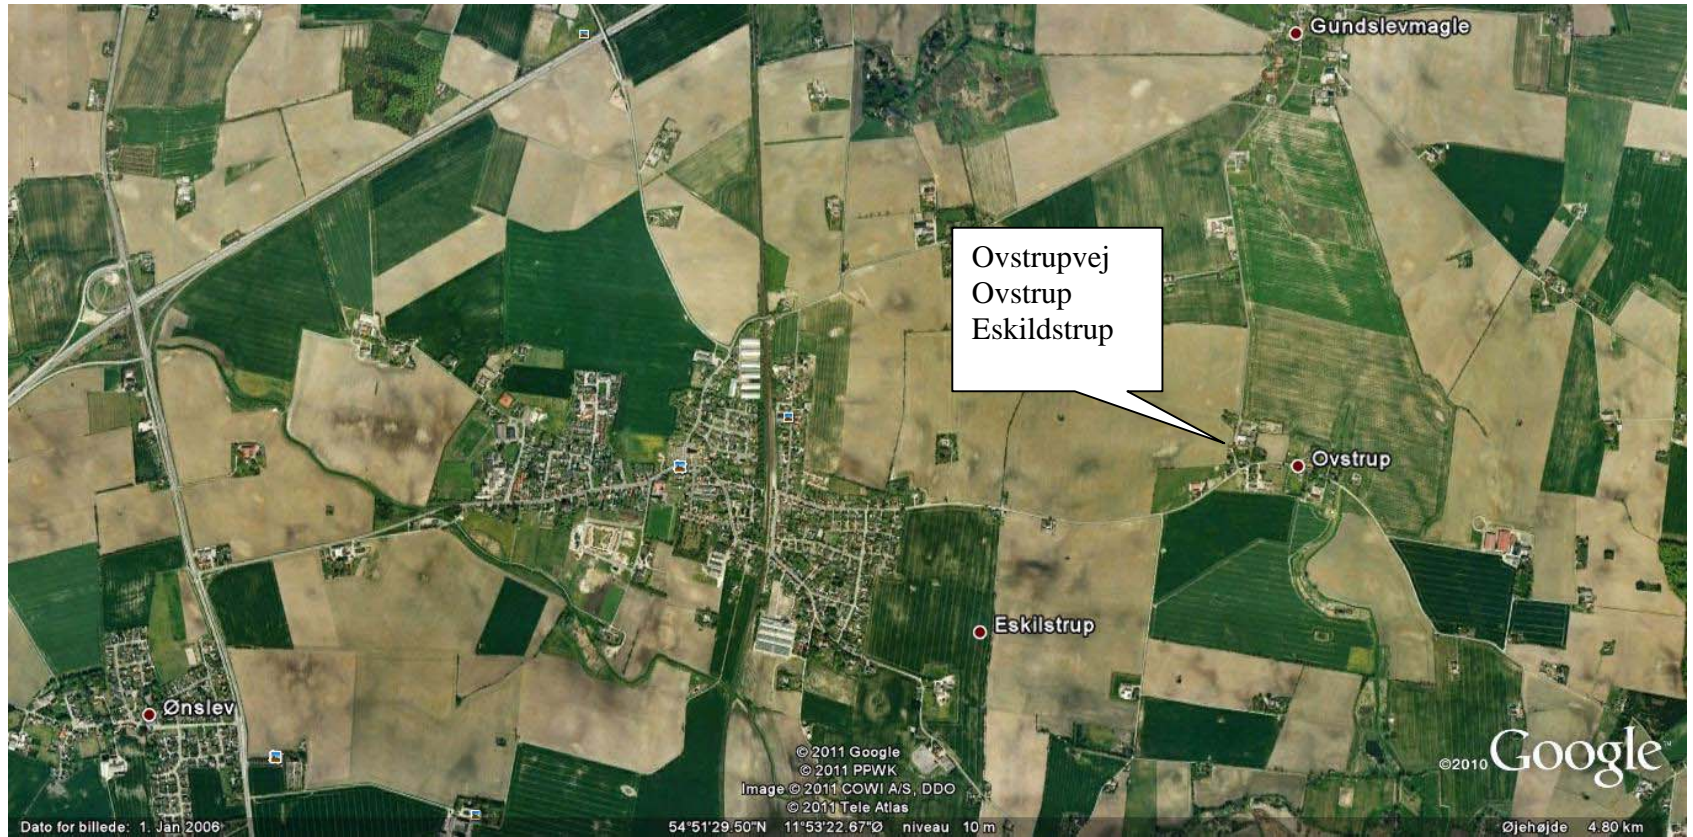 Gundslevmagle
Ovstrupvej
Ovstrup
Eskildstrup
Ovstrup
Eskilstrup
Ønslev
© 2011 Google
© 2011 PPWK
Image © 2011 COWI A/S, DDO
© 2011 Tele Atlas
©2010 Google™
Dato for billede: 1. Jan 2006 54°51'29.50"N 11°53'22.67"Ø niveau 10 m Øjehøjde 4.80 km